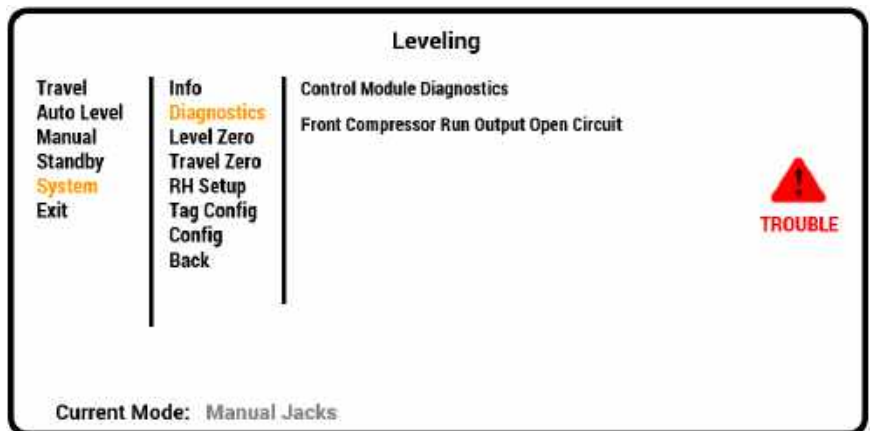 Leveling
Travel
Auto Level
Manual
Standby
System
Exit
Info
Diagnostics
Level Zero
Travel Zero
RH Setup
Tag Config
Config
Back
Control Module Diagnostics
Front Compressor Run Output Open Circuit
!
TROUBLE
Current Mode: Manual Jacks